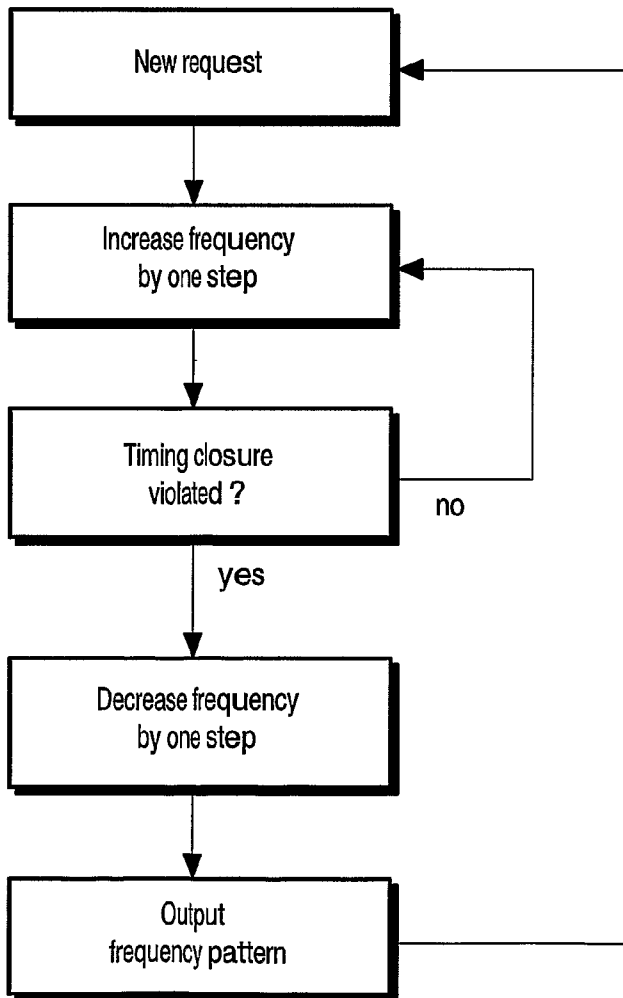 New request
Increase frequency
by one step
Timing closure
violated ?
no
yes
Decrease frequency
by one step
Output
frequency pattern